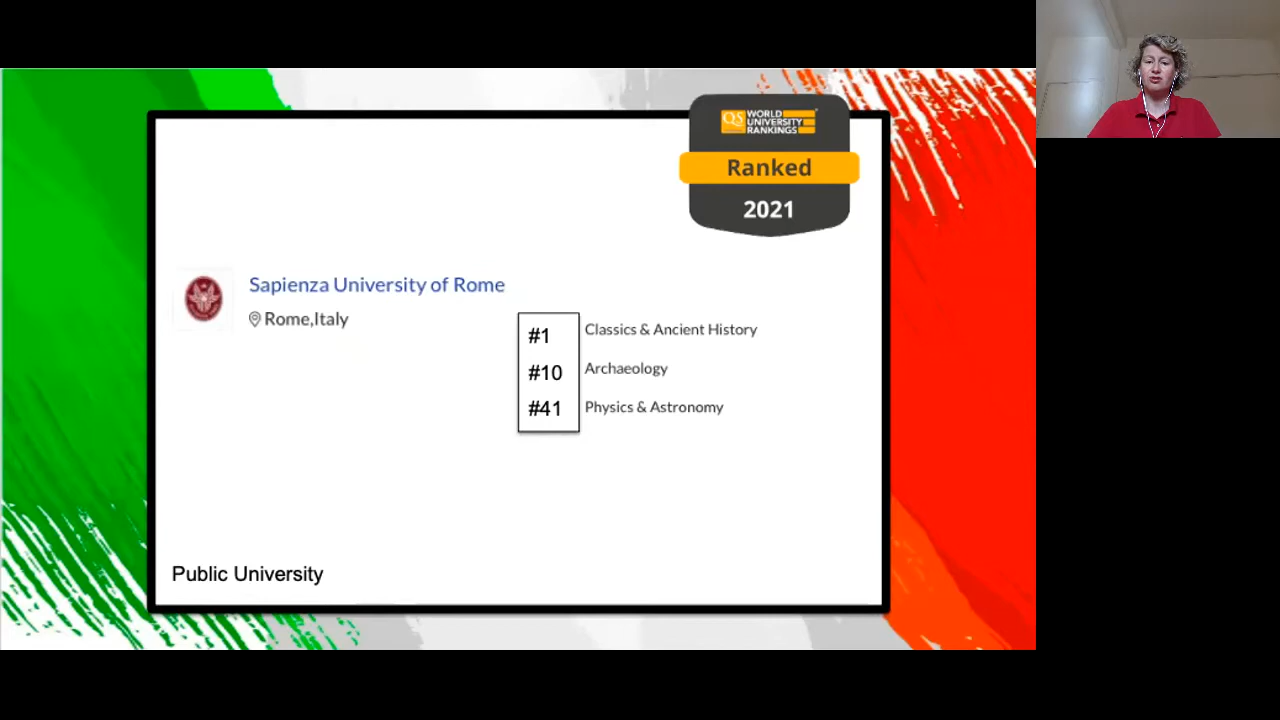 QS WORLD
UNIVERSITY
RANKINGS
Ranked
2021
Sapienza University of Rome
Rome,Italy
#1 Classics & Ancient History
#10 Archaeology
#41 Physics & Astronomy
Public University